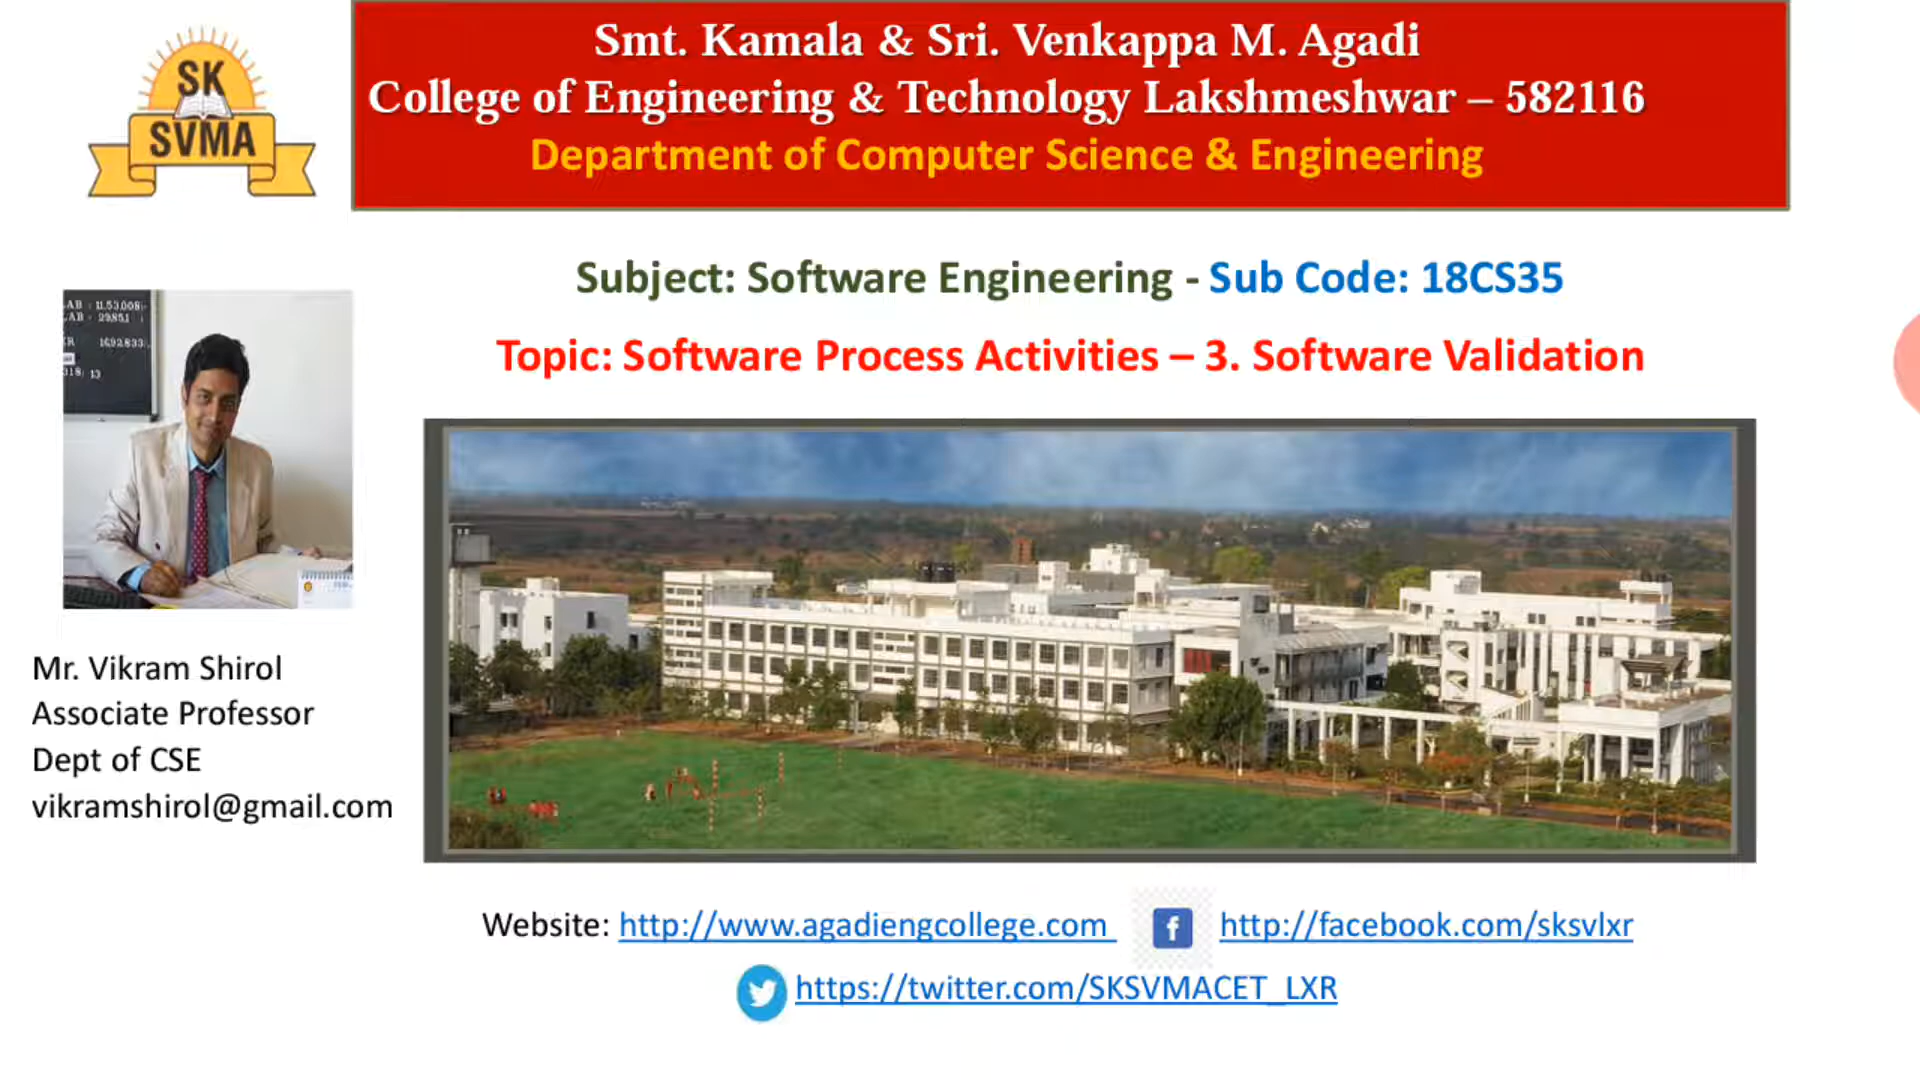 SK
SVMA
Smt. Kamala & Sri. Venkappa M. Agadi
College of Engineering & Technology Lakshmeshwar – 582116
Department of Computer Science & Engineering
Subject: Software Engineering - Sub Code: 18CS35
Topic: Software Process Activities – 3. Software Validation
Mr. Vikram Shirol
Associate Professor
Dept of CSE
vikramshirol@gmail.com
Website: http://www.agadiengcollege.com
f http://facebook.com/sksvlxr
https://twitter.com/SKSVMACET_LXR